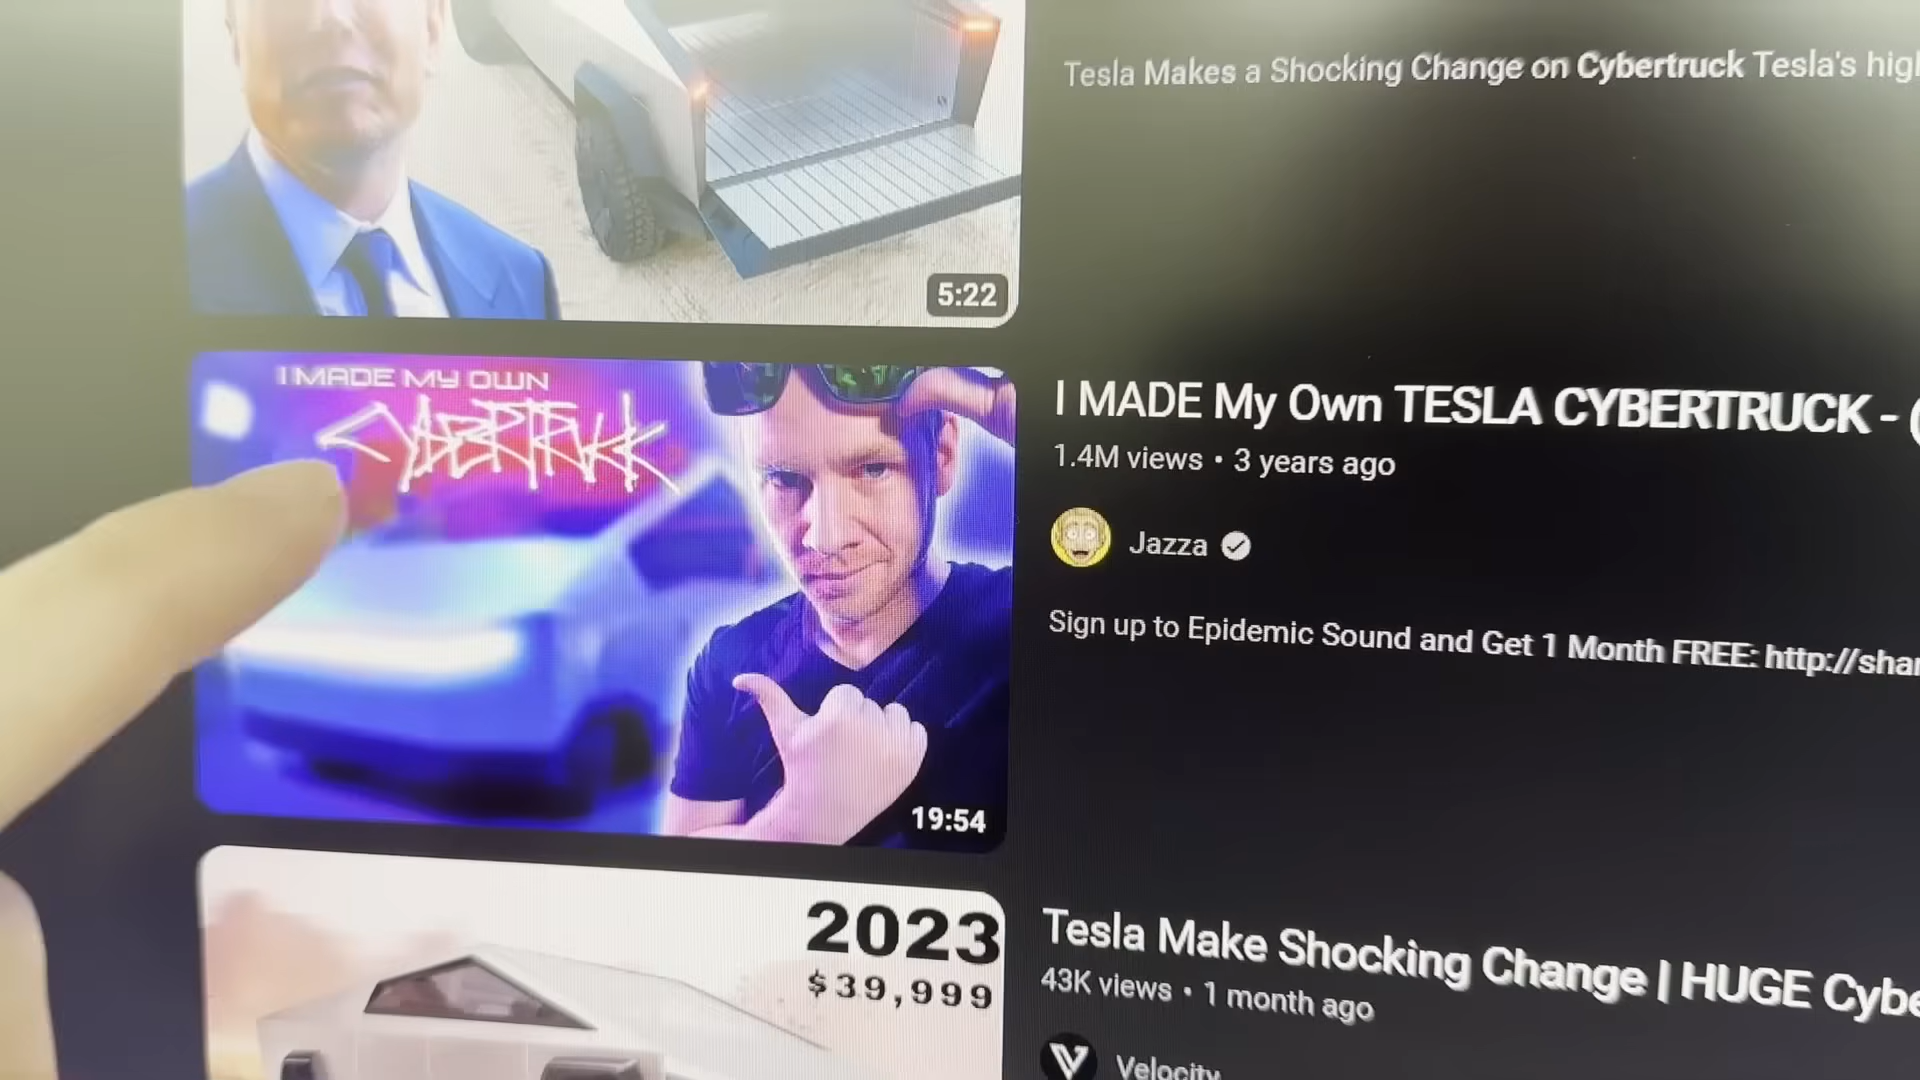 Tesla Makes a Shocking Change on Cybertruck Tesla's high
5:22
I MADE MY OWN
CYBERTRUCK
19:54
I MADE My Own TESLA CYBERTRUCK - (
1.4M views • 3 years ago
Jazza
Sign up to Epidemic Sound and Get 1 Month FREE: http://shar
2023
$39,999
Tesla Make Shocking Change | HUGE Cybe
43K views • 1 month ago
Velocity